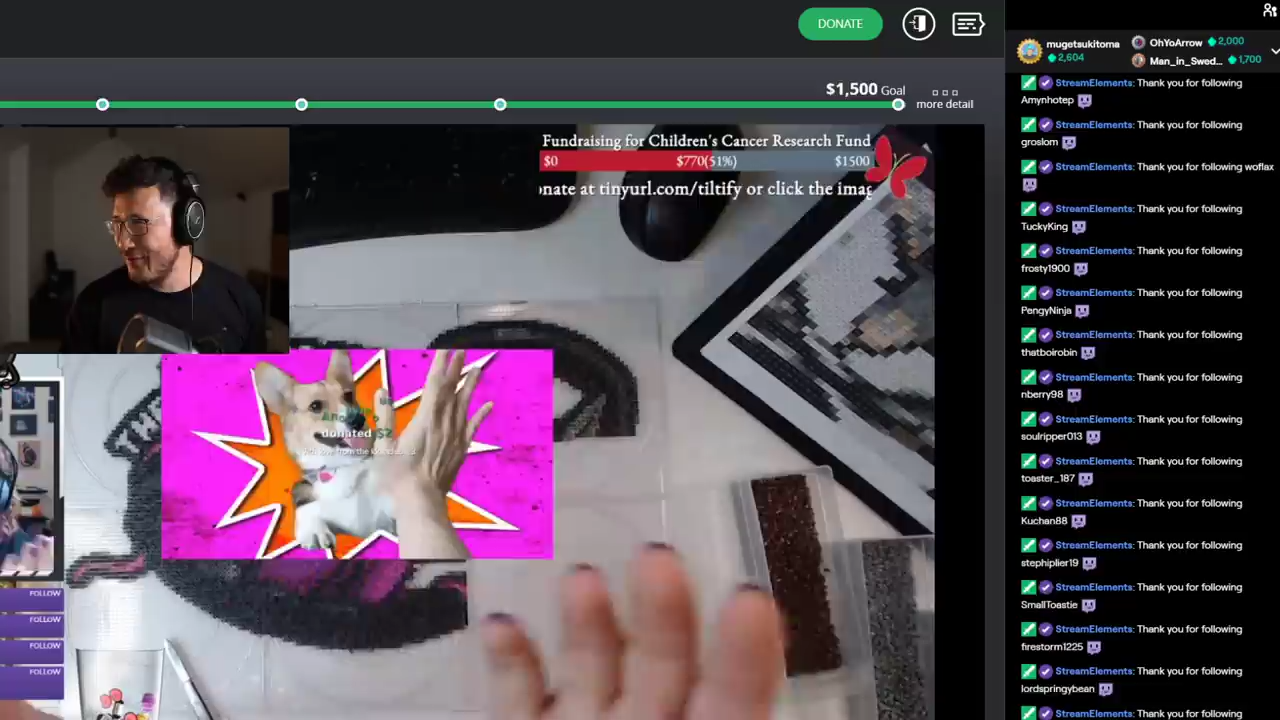 DONATE
$1,500 Goal
more detail
Fundraising for Children's Cancer Research Fund
$0 $770(51%) $1500
onate at tinyurl.com/tiltify or click the imag
donated $2
FOLLOW
FOLLOW
FOLLOW
FOLLOW
mugetsukitoma
2,604
OhYoArrow 2,000
Man_in_Swed... 1,700
StreamElements: Thank you for following
Amynhotep
StreamElements: Thank you for following
groslom
StreamElements: Thank you for following woflax
StreamElements: Thank you for following
TuckyKing
StreamElements: Thank you for following
frosty1900
StreamElements: Thank you for following
PengyNinja
StreamElements: Thank you for following
thatboirobin
StreamElements: Thank you for following
nberry98
StreamElements: Thank you for following
soulripper013
StreamElements: Thank you for following
toaster_187
StreamElements: Thank you for following
Kuchan88
StreamElements: Thank you for following
stephiplier19
StreamElements: Thank you for following
SmallToastie
StreamElements: Thank you for following
firestorm1225
StreamElements: Thank you for following
lordspringybean
StreamElements: Thank you for following